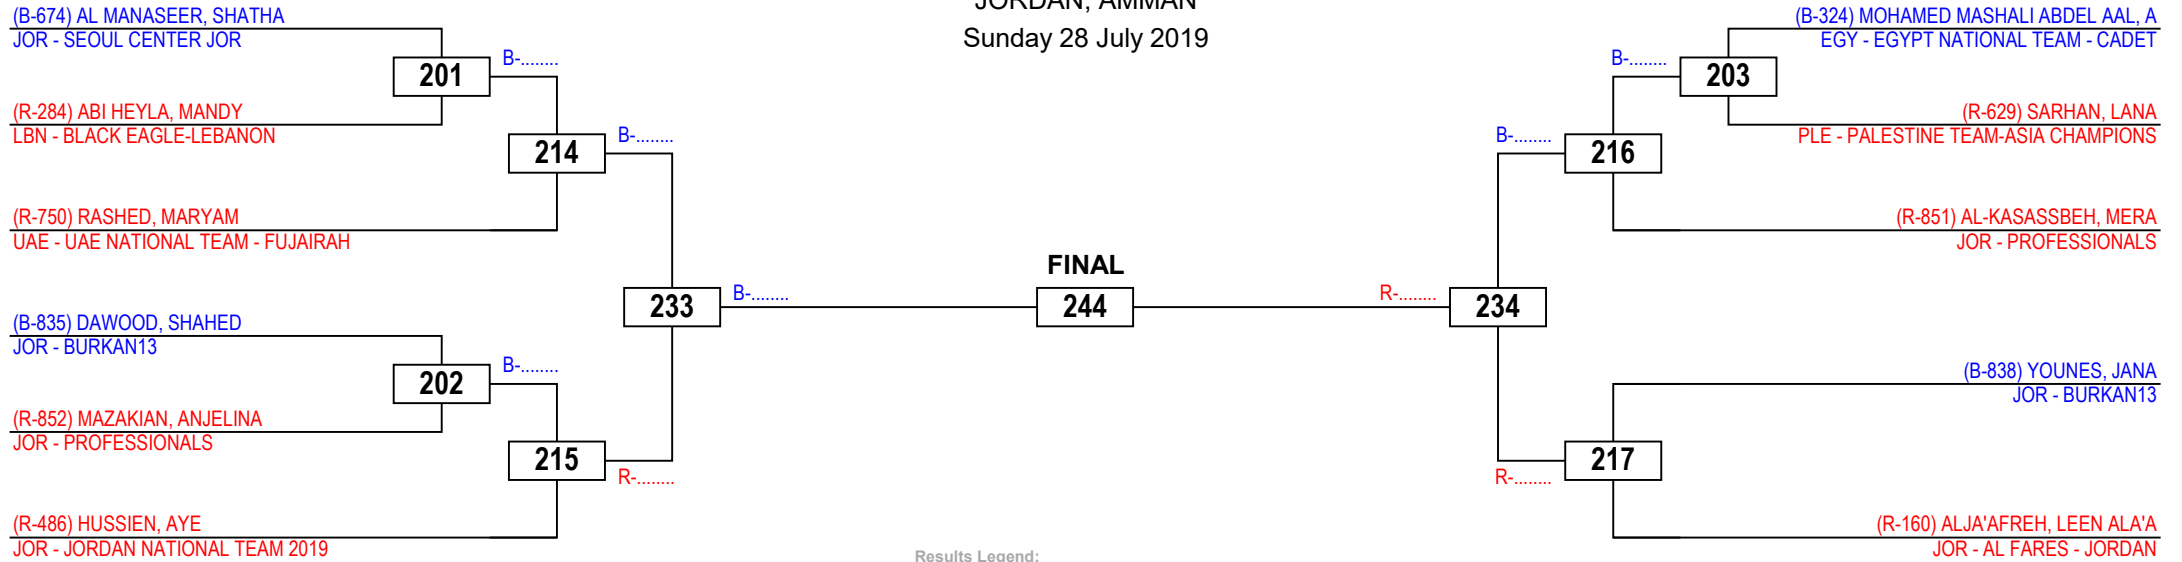 JORDAN, AMMAN
Sunday 28 July 2019
(B-674) AL MANASEER, SHATHA
JOR - SEOUL CENTER JOR
201
B-........
(R-284) ABI HEYLA, MANDY
LBN - BLACK EAGLE-LEBANON
214
B-........
(R-750) RASHED, MARYAM
UAE - UAE NATIONAL TEAM - FUJAIRAH
233
B-........
(B-835) DAWOOD, SHAHED
JOR - BURKAN13
202
B-........
(R-852) MAZAKIAN, ANJELINA
JOR - PROFESSIONALS
215
R-........
(R-486) HUSSIEN, AYE
JOR - JORDAN NATIONAL TEAM 2019
FINAL
244
(B-324) MOHAMED MASHALI ABDEL AAL, A
EGY - EGYPT NATIONAL TEAM - CADET
B-........
203
(R-629) SARHAN, LANA
PLE - PALESTINE TEAM-ASIA CHAMPIONS
B-........
216
(R-851) AL-KASASSBEH, MERA
JOR - PROFESSIONALS
R-........
234
(B-838) YOUNES, JANA
JOR - BURKAN13
217
R-........
(R-160) ALJA'AFREH, LEEN ALA'A
JOR - AL FARES - JORDAN
Results Legend: